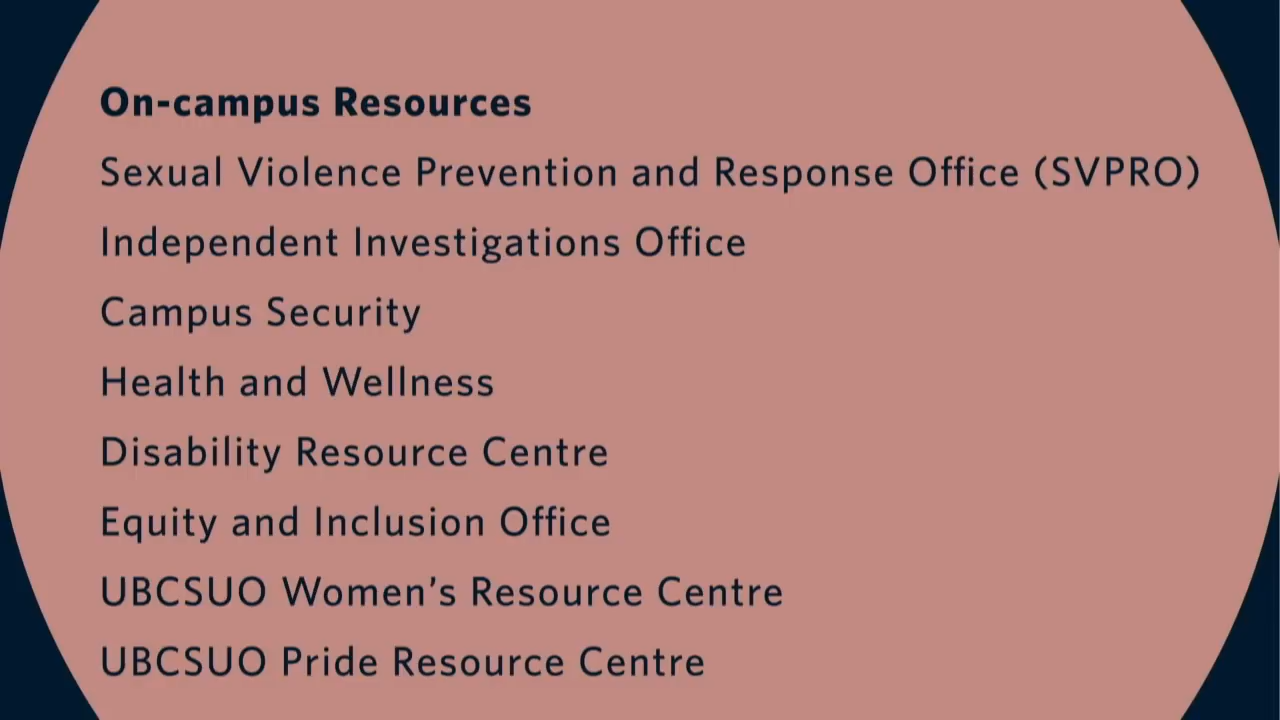 On-campus Resources
Sexual Violence Prevention and Response Office (SVPRO)
Independent Investigations Office
Campus Security
Health and Wellness
Disability Resource Centre
Equity and Inclusion Office
UBCSUO Women’s Resource Centre
UBCSUO Pride Resource Centre